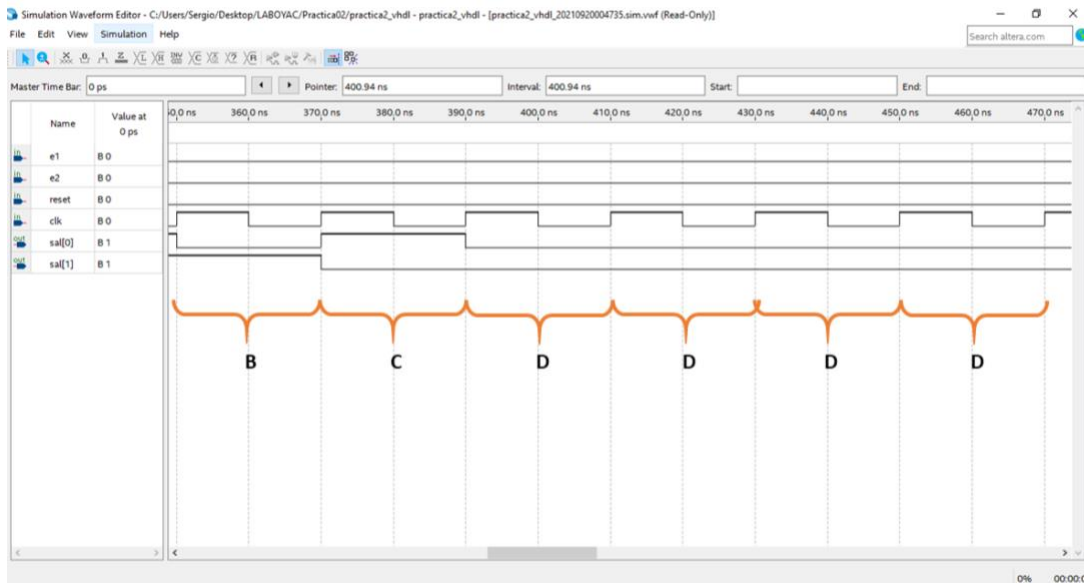 Simulation Waveform Editor - C:/Users/Sergio/Desktop/LABOYAC/Practica02/practica2_vhdl - practica2_vhdl - [practica2_vhdl_20210920004735.sim.vwf (Read-Only)]
File Edit View Simulation Help
Search altera.com
Master Time Bar: 0 ps Pointer: 400.94 ns Interval: 400.94 ns Start: End:
Name Value at 0 ps
360,0 ns 370,0 ns 380,0 ns 390,0 ns 400,0 ns 410,0 ns 420,0 ns 430,0 ns 440,0 ns 450,0 ns 460,0 ns 470,0 ns
e1 B 0
e2 B 0
reset B 0
clk B 0
sal[0] B 1
sal[1] B 1
B C D D D D
0% 00:00:0